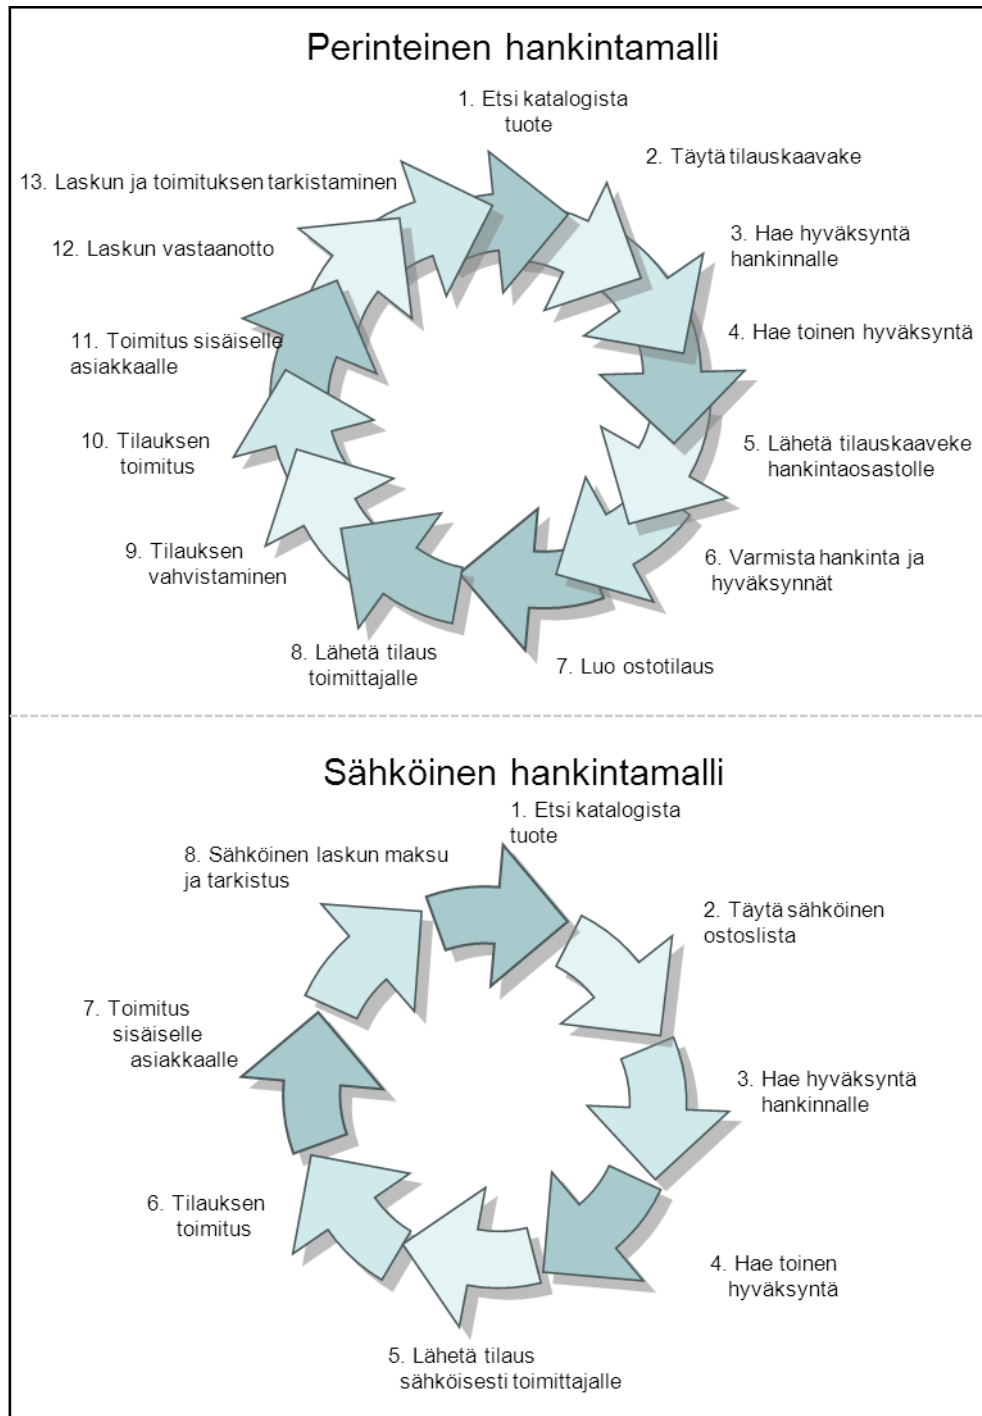 Perinteinen hankintamalli
1. Etsi katalogista
tuote
2. Täytä tilauskaavake
3. Hae hyväksyntä
hankinnalle
4. Hae toinen hyväksyntä
5. Lähetä tilauskaaveke
hankintaosastolle
6. Varmista hankinta ja
hyväksynnät
7. Luo ostotilaus
8. Lähetä tilaus
toimittajalle
9. Tilauksen
vahvistaminen
10. Tilauksen
toimitus
11. Toimitus sisäiselle
asiakkaalle
12. Laskun vastaanotto
13. Laskun ja toimituksen tarkistaminen
Sähköinen hankintamalli
1. Etsi katalogista
tuote
2. Täytä sähköinen
ostoslista
3. Hae hyväksyntä
hankinnalle
4. Hae toinen
hyväksyntä
5. Lähetä tilaus
sähköisesti toimittajalle
6. Tilauksen
toimitus
7. Toimitus
sisäiselle
asiakkaalle
8. Sähköinen laskun maksu
ja tarkistus